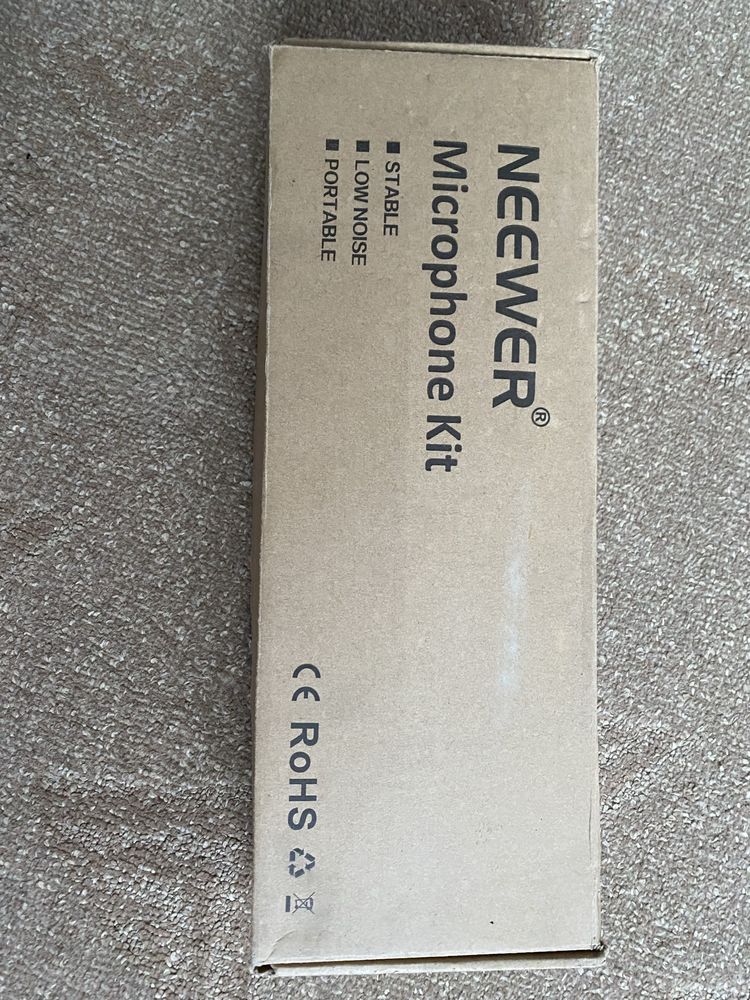 NEEWER®
Microphone Kit
■ STABLE
■ LOW NOISE
■ PORTABLE
CE RoHS